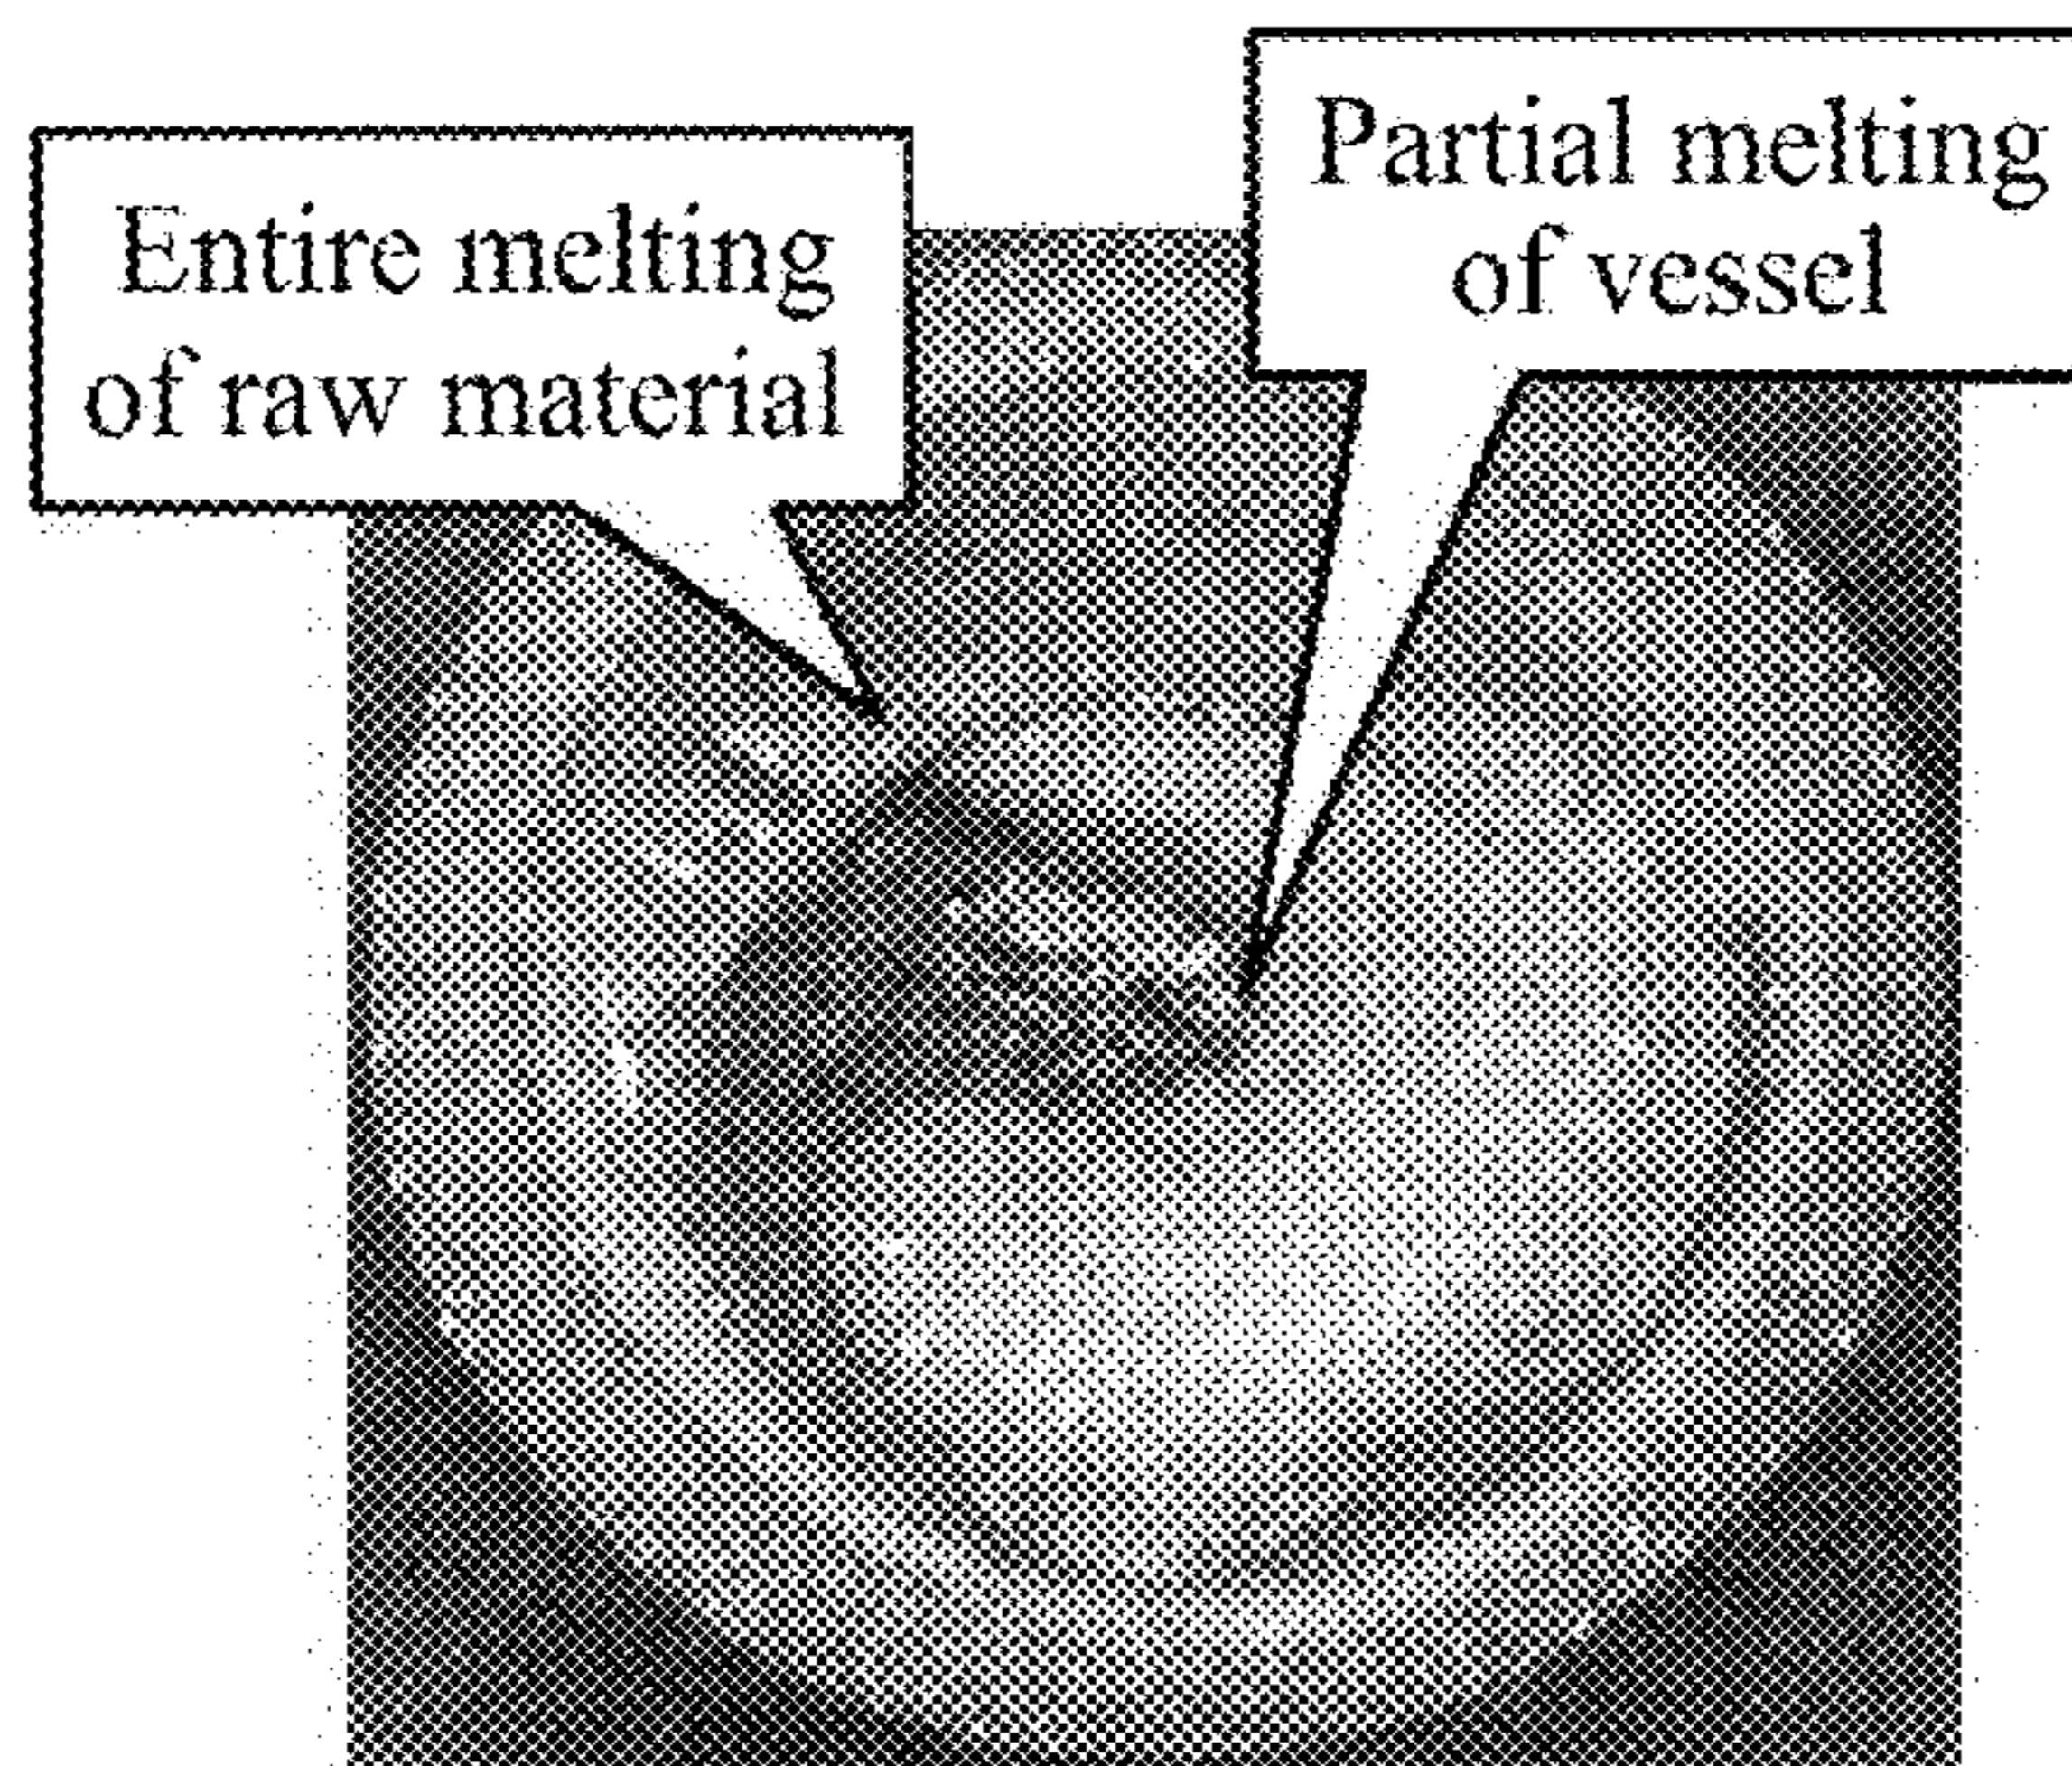 Entire melting
of raw material
Partial melting
of vessel